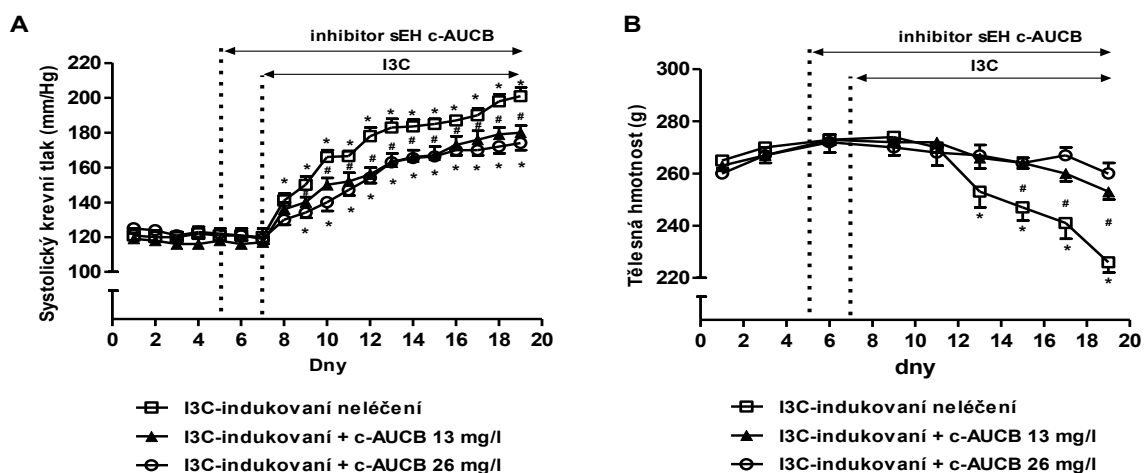 A
inhibitor sEH c-AUCB
I3C
Systolický krevní tlak (mm/Hg)
200
180
160
140
120
100
0 2 4 6 8 10 12 14 16 18 20
Dny
I3C-indukovaní neléčení
I3C-indukovaní + c-AUCB 13 mg/l
I3C-indukovaní + c-AUCB 26 mg/l
B
inhibitor sEH c-AUCB
I3C
Tělesná hmotnost (g)
300
280
260
240
220
0 2 4 6 8 10 12 14 16 18 20
dny
I3C-indukovaní neléčení
I3C-indukovaní + c-AUCB 13 mg/l
I3C-indukovaní + c-AUCB 26 mg/l